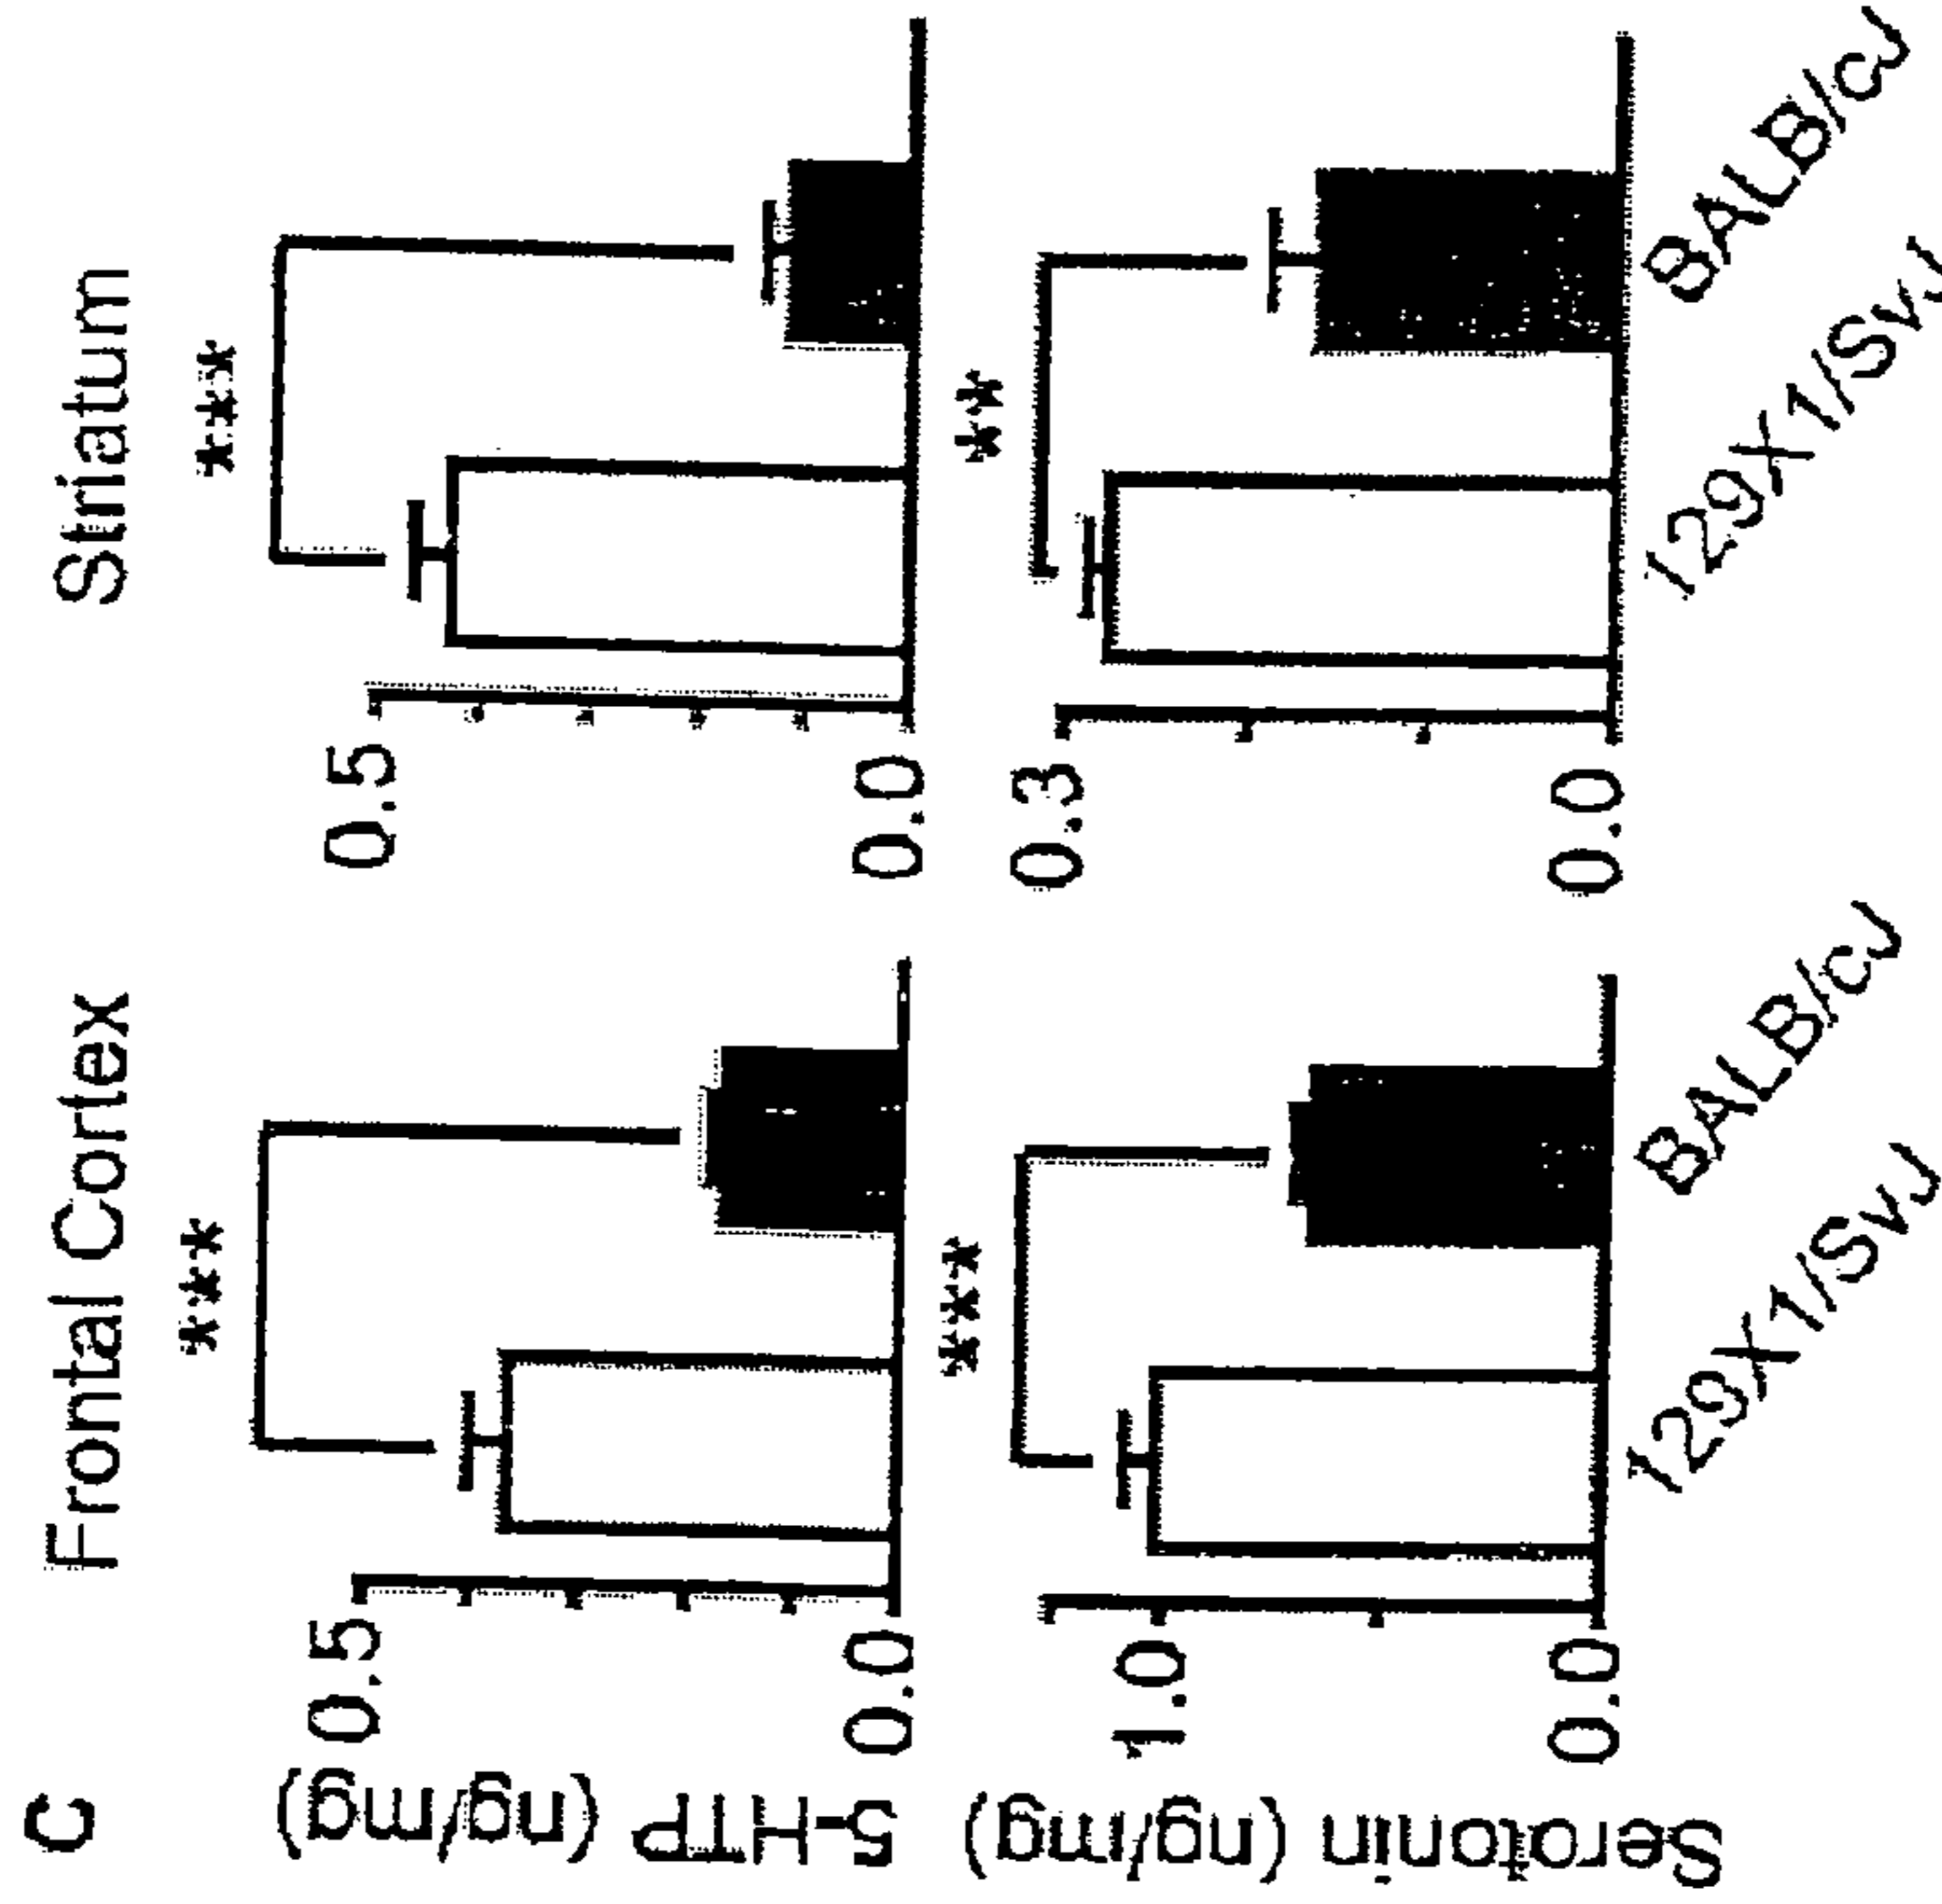 C
Frontal Cortex
Striatum
5-HTP (ng/mg)
0.5
0.0
***
0.5
0.0
***
Serotonin (ng/mg)
1.0
0.0
***
0.3
0.0
**
129X1/SvJ
BALB/cJ
129X1/SvJ
BALB/cJ